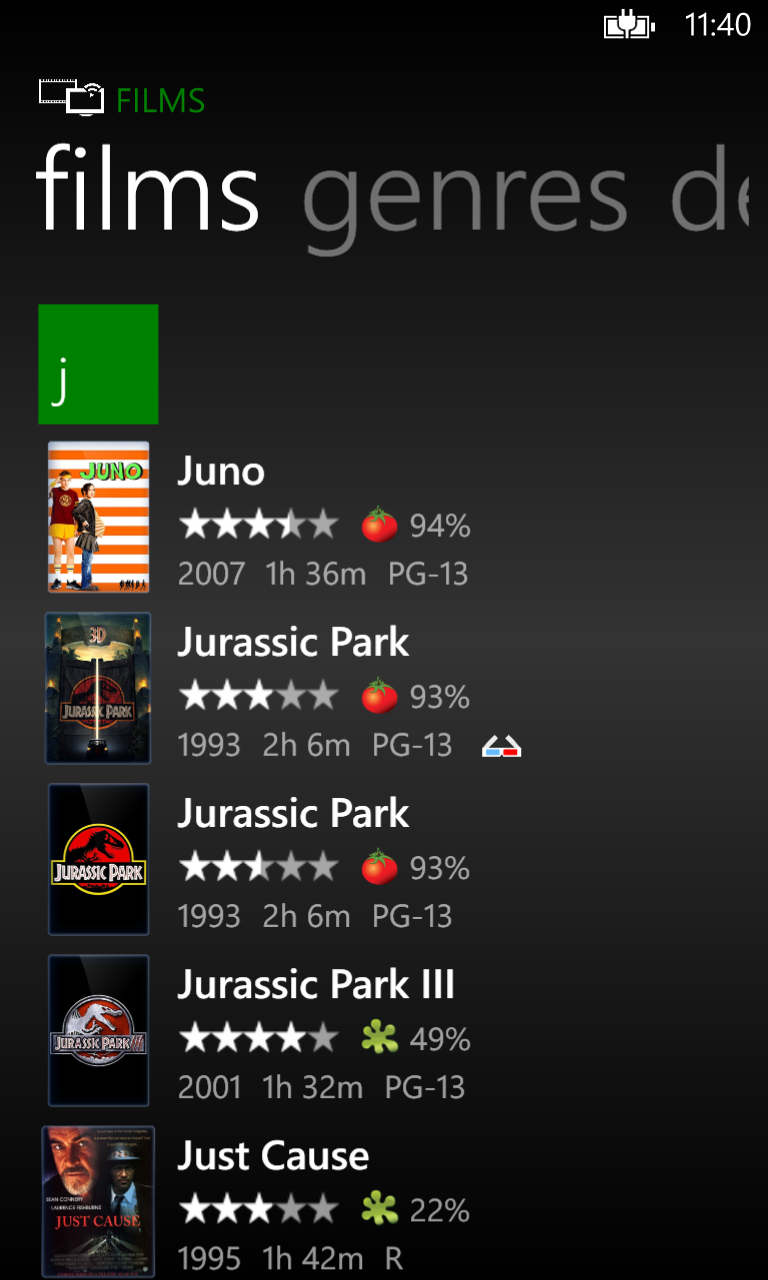 11:40
FILMS
films genres de
j
JUNO
Juno
94%
2007 1h 36m PG-13
3D
JURASSIC PARK
Jurassic Park
93%
1993 2h 6m PG-13
JURASSIC PARK
Jurassic Park
93%
1993 2h 6m PG-13
JURASSIC PARK
Jurassic Park III
49%
2001 1h 32m PG-13
SEAN CONNERY
LAURENCE FISHBURNE
JUST CAUSE
Just Cause
22%
1995 1h 42m R